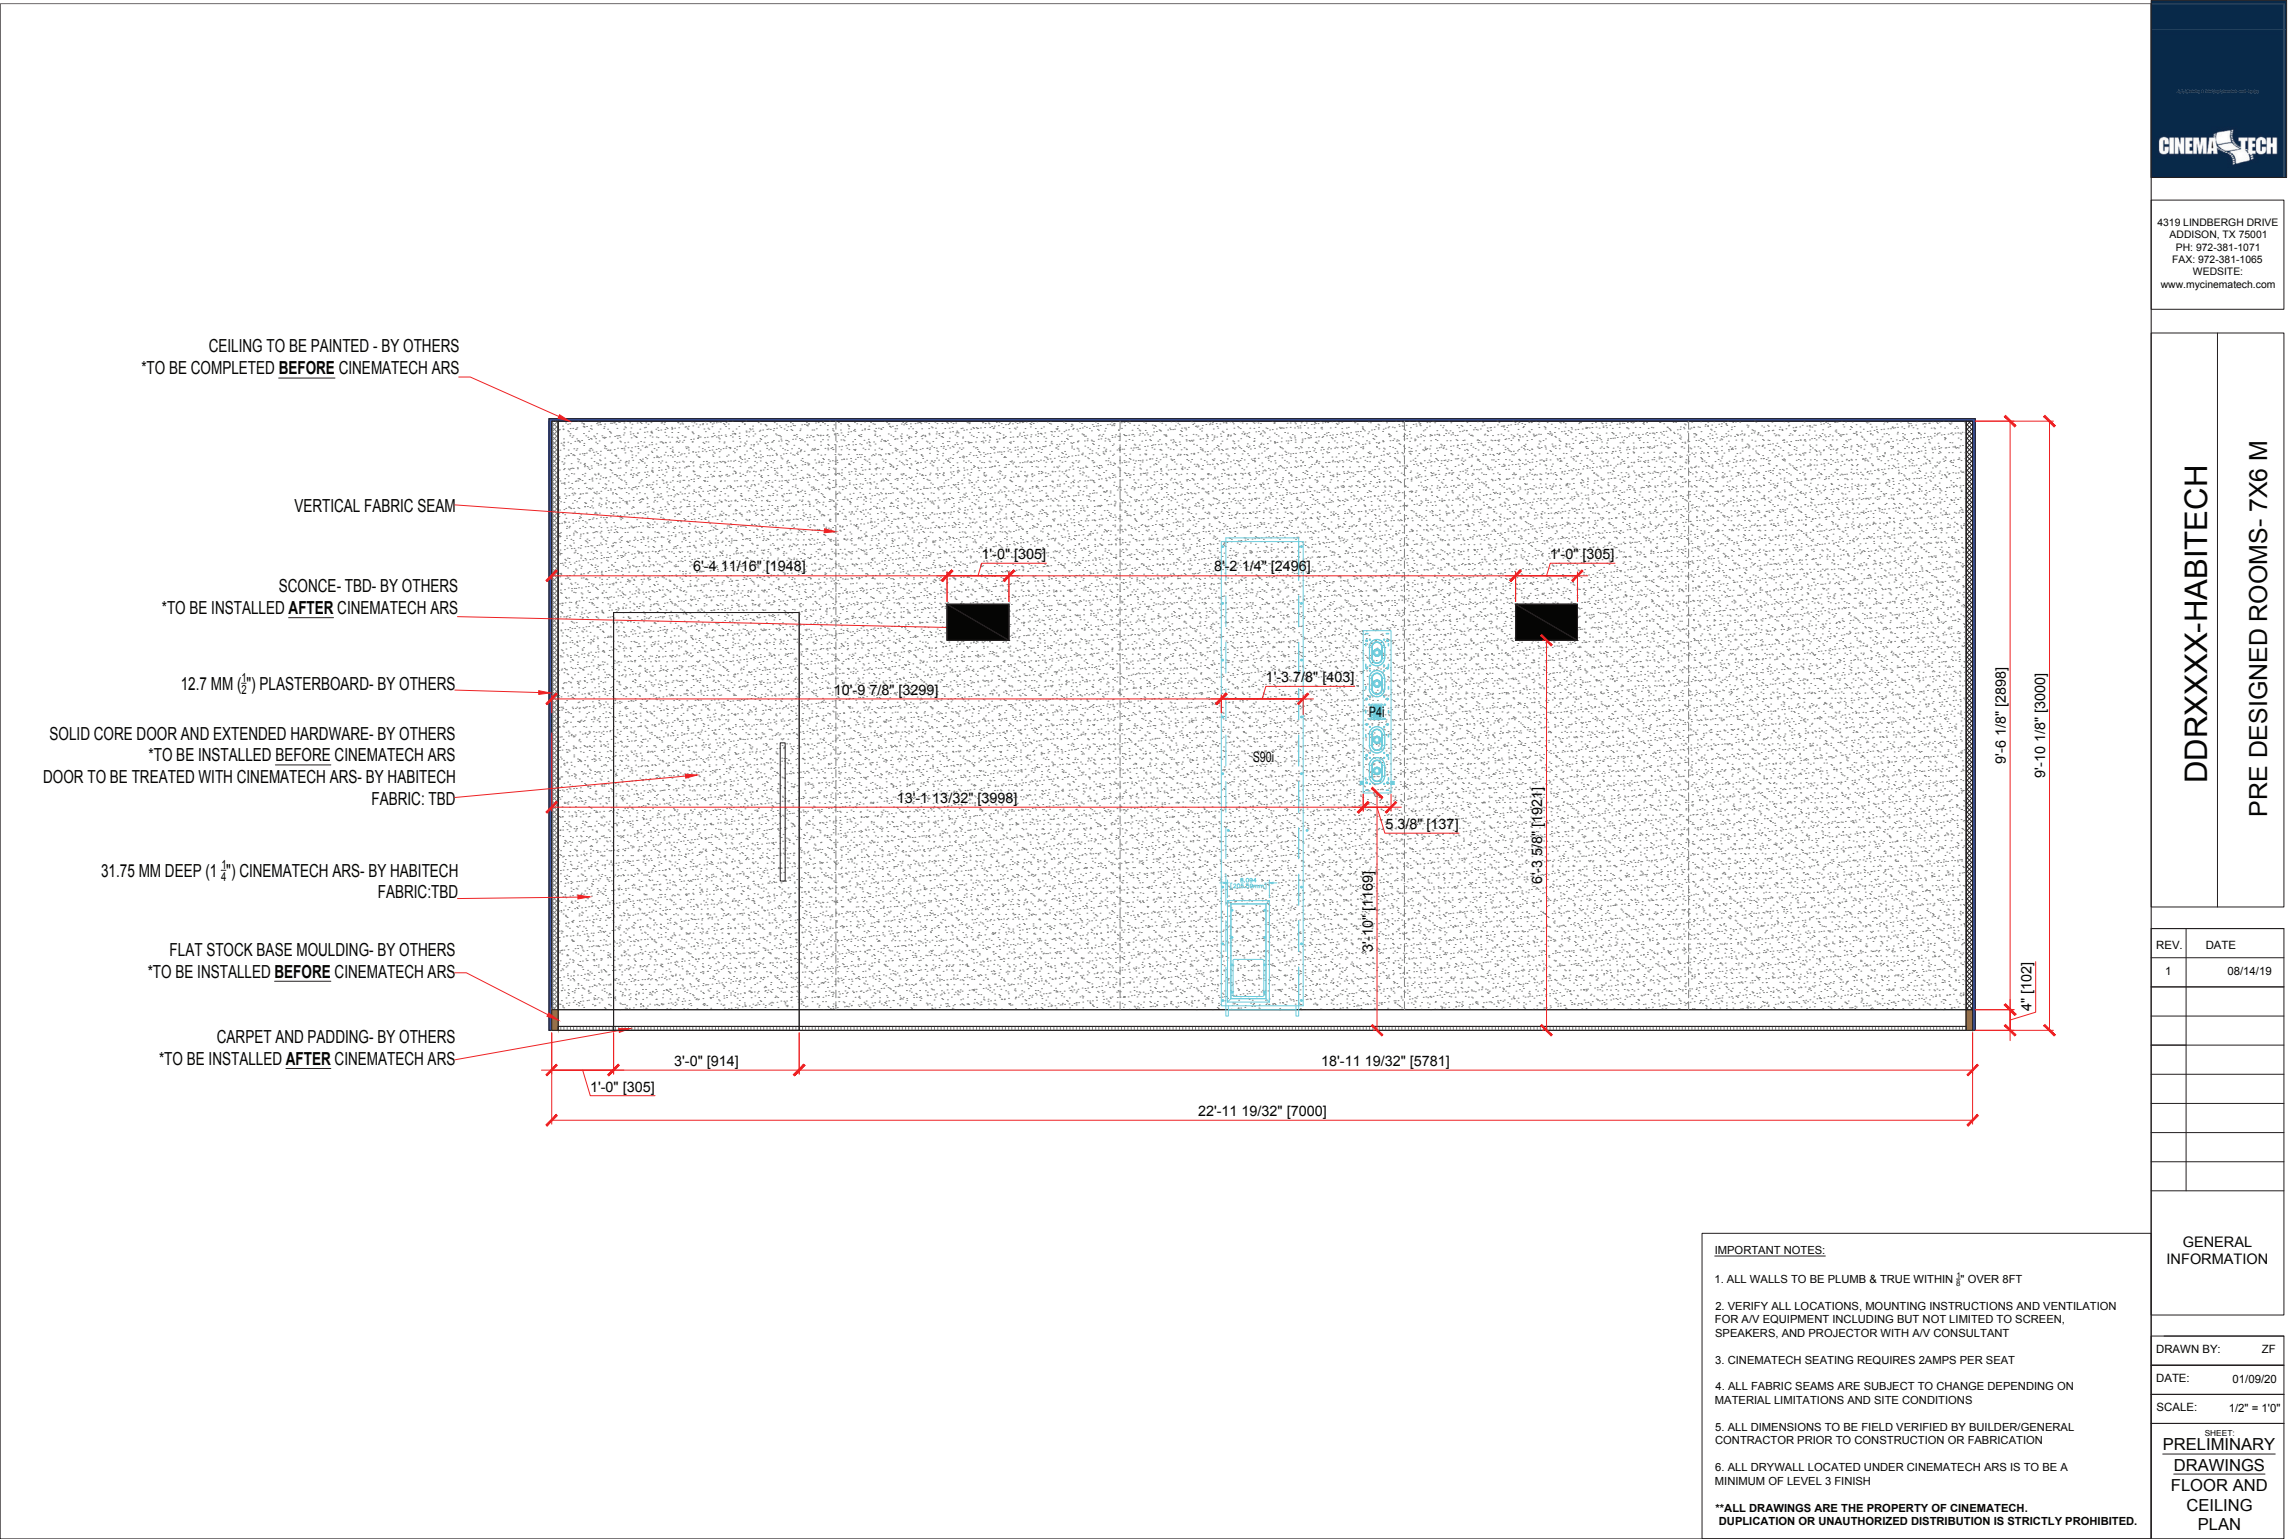 CINEMATECH
4319 LINDBERGH DRIVE
ADDISON, TX 75001
PH: 972-381-1071
FAX: 972-381-1065
WEDSITE:
www.mycinematech.com
DDRXXXX-HABITECH
PRE DESIGNED ROOMS- 7X6 M
REV. DATE
1 08/14/19
GENERAL
INFORMATION
DRAWN BY: ZF
DATE: 01/09/20
SCALE: 1/2" = 1'0"
SHEET:
PRELIMINARY
DRAWINGS
FLOOR AND
CEILING
PLAN
CEILING TO BE PAINTED - BY OTHERS
*TO BE COMPLETED BEFORE CINEMATECH ARS
VERTICAL FABRIC SEAM
SCONCE- TBD- BY OTHERS
*TO BE INSTALLED AFTER CINEMATECH ARS
12.7 MM (1/2") PLASTERBOARD- BY OTHERS
SOLID CORE DOOR AND EXTENDED HARDWARE- BY OTHERS
*TO BE INSTALLED BEFORE CINEMATECH ARS
DOOR TO BE TREATED WITH CINEMATECH ARS- BY HABITECH
FABRIC: TBD
31.75 MM DEEP (1 1/4") CINEMATECH ARS- BY HABITECH
FABRIC:TBD
FLAT STOCK BASE MOULDING- BY OTHERS
*TO BE INSTALLED BEFORE CINEMATECH ARS
CARPET AND PADDING- BY OTHERS
*TO BE INSTALLED AFTER CINEMATECH ARS
1'-0" [305]
1'-0" [305]
6'-4 11/16" [1948]
8'-2 1/4" [2496]
1'-3 7/8" [403]
10'-9 7/8" [3299]
P4i
S90i
13'-1 13/32" [3998]
5 3/8" [137]
6'-3 5/8" [1921]
3'-10" [1169]
9'-6 1/8" [2898]
9'-10 1/8" [3000]
4" [102]
3'-0" [914]
18'-11 19/32" [5781]
1'-0" [305]
22'-11 19/32" [7000]
IMPORTANT NOTES:
1. ALL WALLS TO BE PLUMB & TRUE WITHIN 1/8" OVER 8FT
2. VERIFY ALL LOCATIONS, MOUNTING INSTRUCTIONS AND VENTILATION
FOR A/V EQUIPMENT INCLUDING BUT NOT LIMITED TO SCREEN,
SPEAKERS, AND PROJECTOR WITH A/V CONSULTANT
3. CINEMATECH SEATING REQUIRES 2AMPS PER SEAT
4. ALL FABRIC SEAMS ARE SUBJECT TO CHANGE DEPENDING ON
MATERIAL LIMITATIONS AND SITE CONDITIONS
5. ALL DIMENSIONS TO BE FIELD VERIFIED BY BUILDER/GENERAL
CONTRACTOR PRIOR TO CONSTRUCTION OR FABRICATION
6. ALL DRYWALL LOCATED UNDER CINEMATECH ARS IS TO BE A
MINIMUM OF LEVEL 3 FINISH
**ALL DRAWINGS ARE THE PROPERTY OF CINEMATECH.
DUPLICATION OR UNAUTHORIZED DISTRIBUTION IS STRICTLY PROHIBITED.